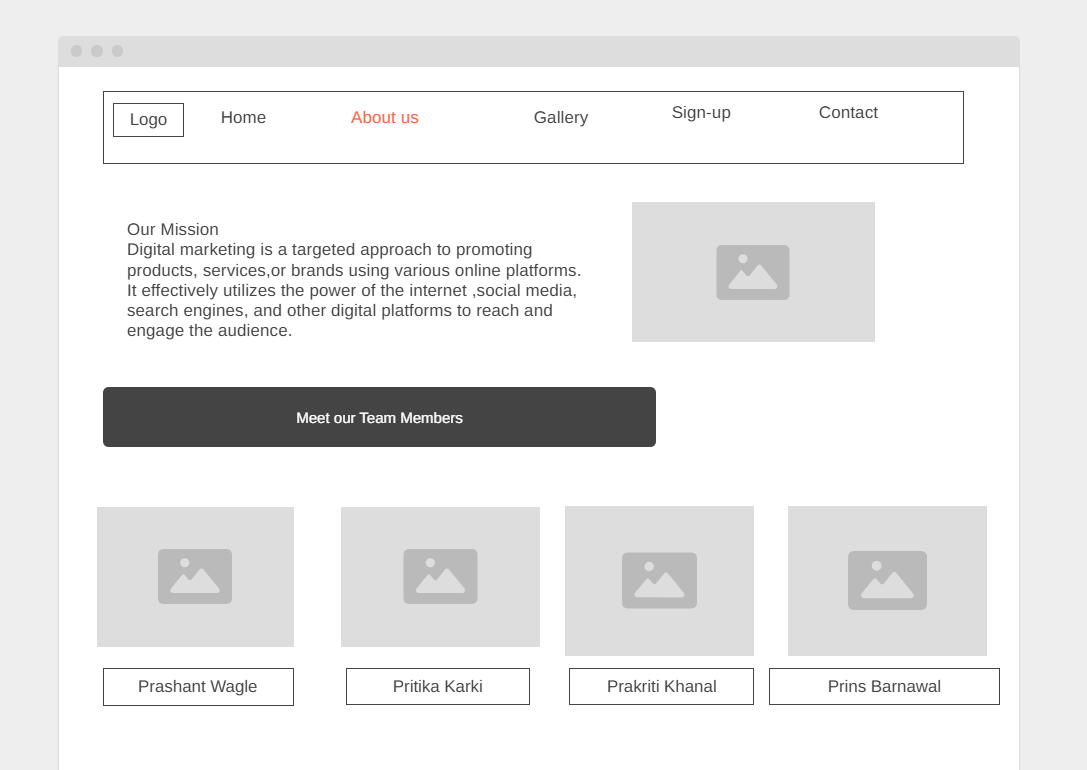 Logo
Home
About us
Gallery
Sign-up
Contact
Our Mission
Digital marketing is a targeted approach to promoting
products, services,or brands using various online platforms.
It effectively utilizes the power of the internet ,social media,
search engines, and other digital platforms to reach and
engage the audience.
Meet our Team Members
Prashant Wagle
Pritika Karki
Prakriti Khanal
Prins Barnawal